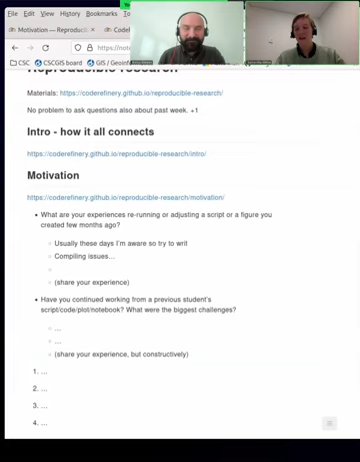 File Edit View History Bookmarks
Motivation — Reproduci
CSC CSCGIS board GIS / Geoinf
Reproducible research
Materials: https://coderefinery.github.io/reproducible-research/
No problem to ask questions also about past week. +1
Intro - how it all connects
https://coderefinery.github.io/reproducible-research/intro/
Motivation
https://coderefinery.github.io/reproducible-research/motivation/
• What are your experiences re-running or adjusting a script or a figure you
created few months ago?
◦ Usually these days I'm aware so try to writ
◦ Compiling issues…
◦
◦ (share your experience)
• Have you continued working from a previous student's
script/code/plot/notebook? What were the biggest challenges?
◦ …
◦ …
◦ (share your experience, but constructively)
1. …
2. …
3. …
4. …